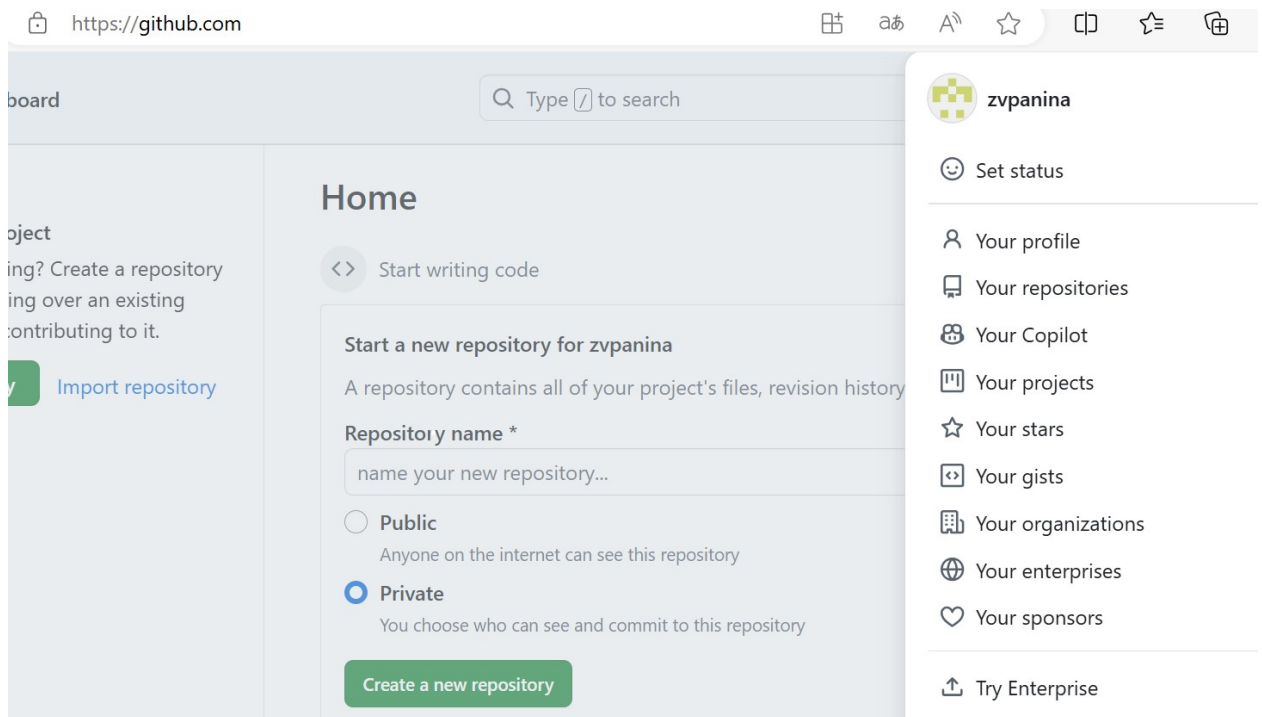 https://github.com
aあ
A
board
Type / to search
zvpanina
Set status
Home
oject
ing? Create a repository
ing over an existing
contributing to it.
y
Import repository
Start writing code
Start a new repository for zvpanina
A repository contains all of your project's files, revision history
Repository name *
name your new repository...
Public
Anyone on the internet can see this repository
Private
You choose who can see and commit to this repository
Create a new repository
Your profile
Your repositories
Your Copilot
Your projects
Your stars
Your gists
Your organizations
Your enterprises
Your sponsors
Try Enterprise